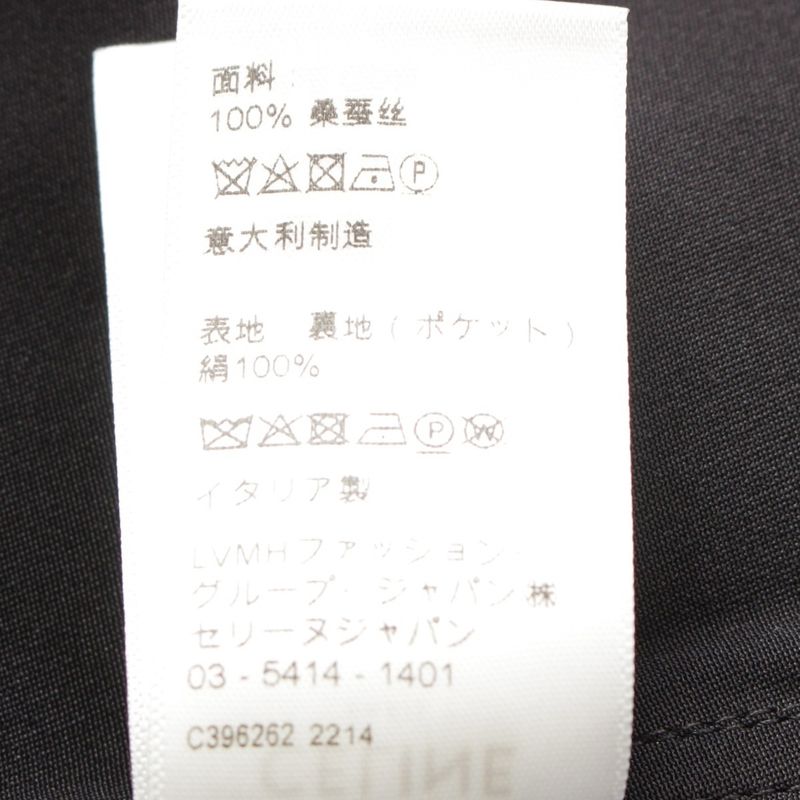 面料:
100% 桑蚕丝
P
意大利制造
表地 裏地(ポケット)
絹100%
P W
イタリア製
LVMHファッション・
グループ・ジャパン 株
セリーヌジャパン
03-5414-1401
C396262 2214
CELINE